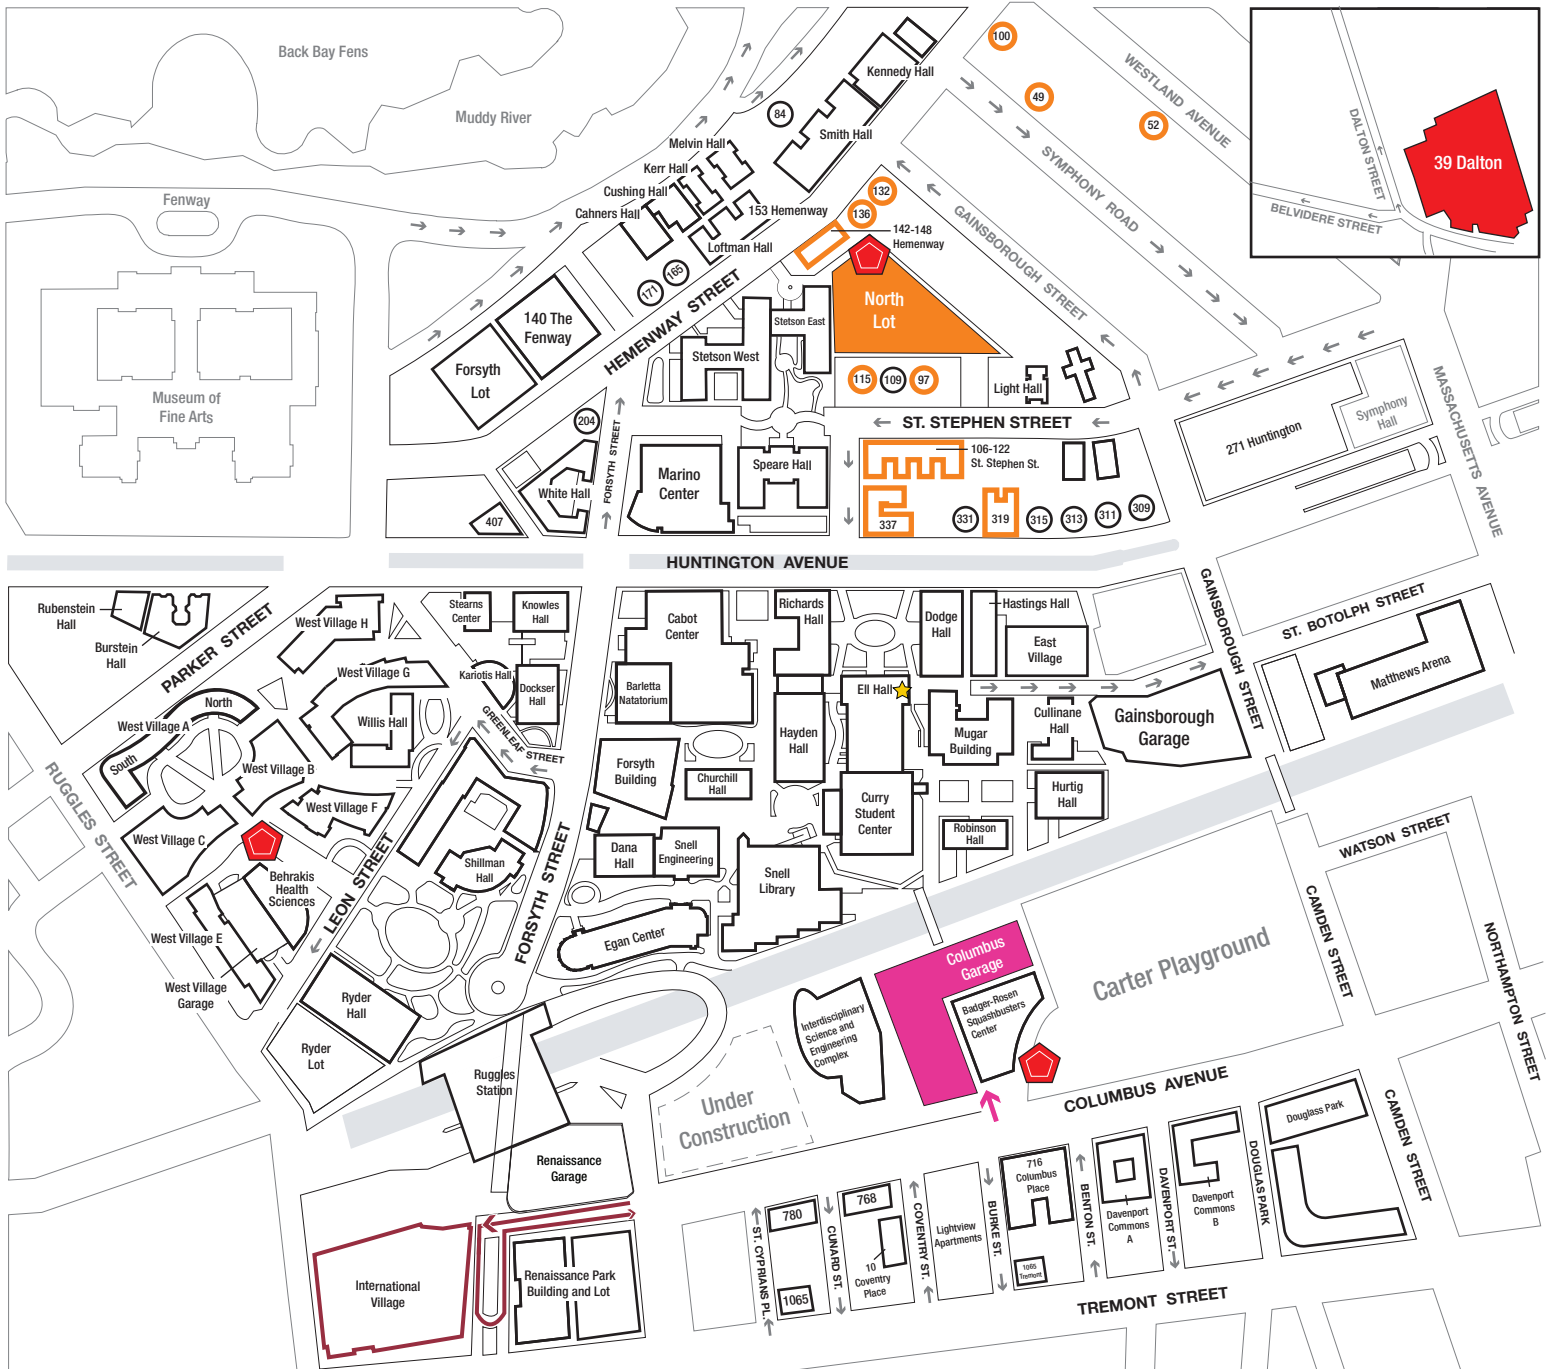 Back Bay Fens
Muddy River
Fenway
Museum of
Fine Arts
100
49
52
84
WESTLAND AVENUE
SYMPHONY ROAD
GAINSBOROUGH STREET
DALTON STREET
BELVIDERE STREET
39 Dalton
Kennedy Hall
Smith Hall
Melvin Hall
Kerr Hall
Cushing Hall
Cahners Hall
153 Hemenway
Loftman Hall
132
136
142-148
Hemenway
171
165
HEMENWAY STREET
North
Lot
140 The
Fenway
Forsyth
Lot
Stetson East
Stetson West
115
109
97
Light Hall
ST. STEPHEN STREET
204
FORSYTH STREET
White Hall
407
Marino
Center
Speare Hall
106-122
St. Stephen St.
337
331
319
315
313
311
309
271 Huntington
Symphony
Hall
MASSACHUSETTS AVENUE
HUNTINGTON AVENUE
Rubenstein
Hall
Burstein
Hall
PARKER STREET
West Village H
West Village G
Stearns
Center
Knowles
Hall
Kariotis Hall
Dockser
Hall
GREENLEAF STREET
Willis Hall
North
West Village A
South
West Village B
West Village F
West Village C
RUGGLES STREET
Cabot
Center
Barletta
Natatorium
Richards
Hall
Dodge
Hall
Hastings Hall
East
Village
Ell Hall
Hayden
Hall
Mugar
Building
Cullinane
Hall
Gainsborough
Garage
GAINSBOROUGH STREET
ST. BOTOLPH STREET
Matthews Arena
Forsyth
Building
Churchill
Hall
Curry
Student
Center
Hurtig
Hall
Robinson
Hall
Dana
Hall
Snell
Engineering
Snell
Library
Shillman
Hall
LEON STREET
FORSYTH STREET
Behrakis
Health
Sciences
West Village E
West Village
Garage
Egan Center
Ryder
Hall
Ryder
Lot
Ruggles
Station
Columbus
Garage
Interdisciplinary
Science and
Engineering
Complex
Badger-Rosen
Squashbusters
Center
Carter Playground
WATSON STREET
CAMDEN STREET
NORTHAMPTON STREET
Under
Construction
COLUMBUS AVENUE
Renaissance
Garage
International
Village
Renaissance Park
Building and Lot
780
ST. CYPRIANS PL.
1065
CUNARD ST.
768
10
Coventry
Place
COVENTRY ST.
Lightview
Apartments
BURKE ST.
716
Columbus
Place
1065
Tremont
BENTON ST.
Davenport
Commons
A
DAVENPORT ST.
Davenport
Commons
B
DOUGLAS PARK
Douglass Park
CAMDEN STREET
TREMONT STREET